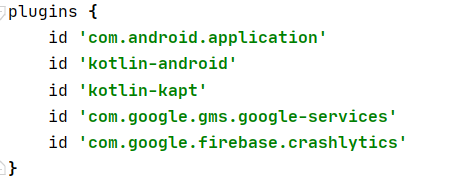 plugins {
    id 'com.android.application'
    id 'kotlin-android'
    id 'kotlin-kapt'
    id 'com.google.gms.google-services'
    id 'com.google.firebase.crashlytics'
}